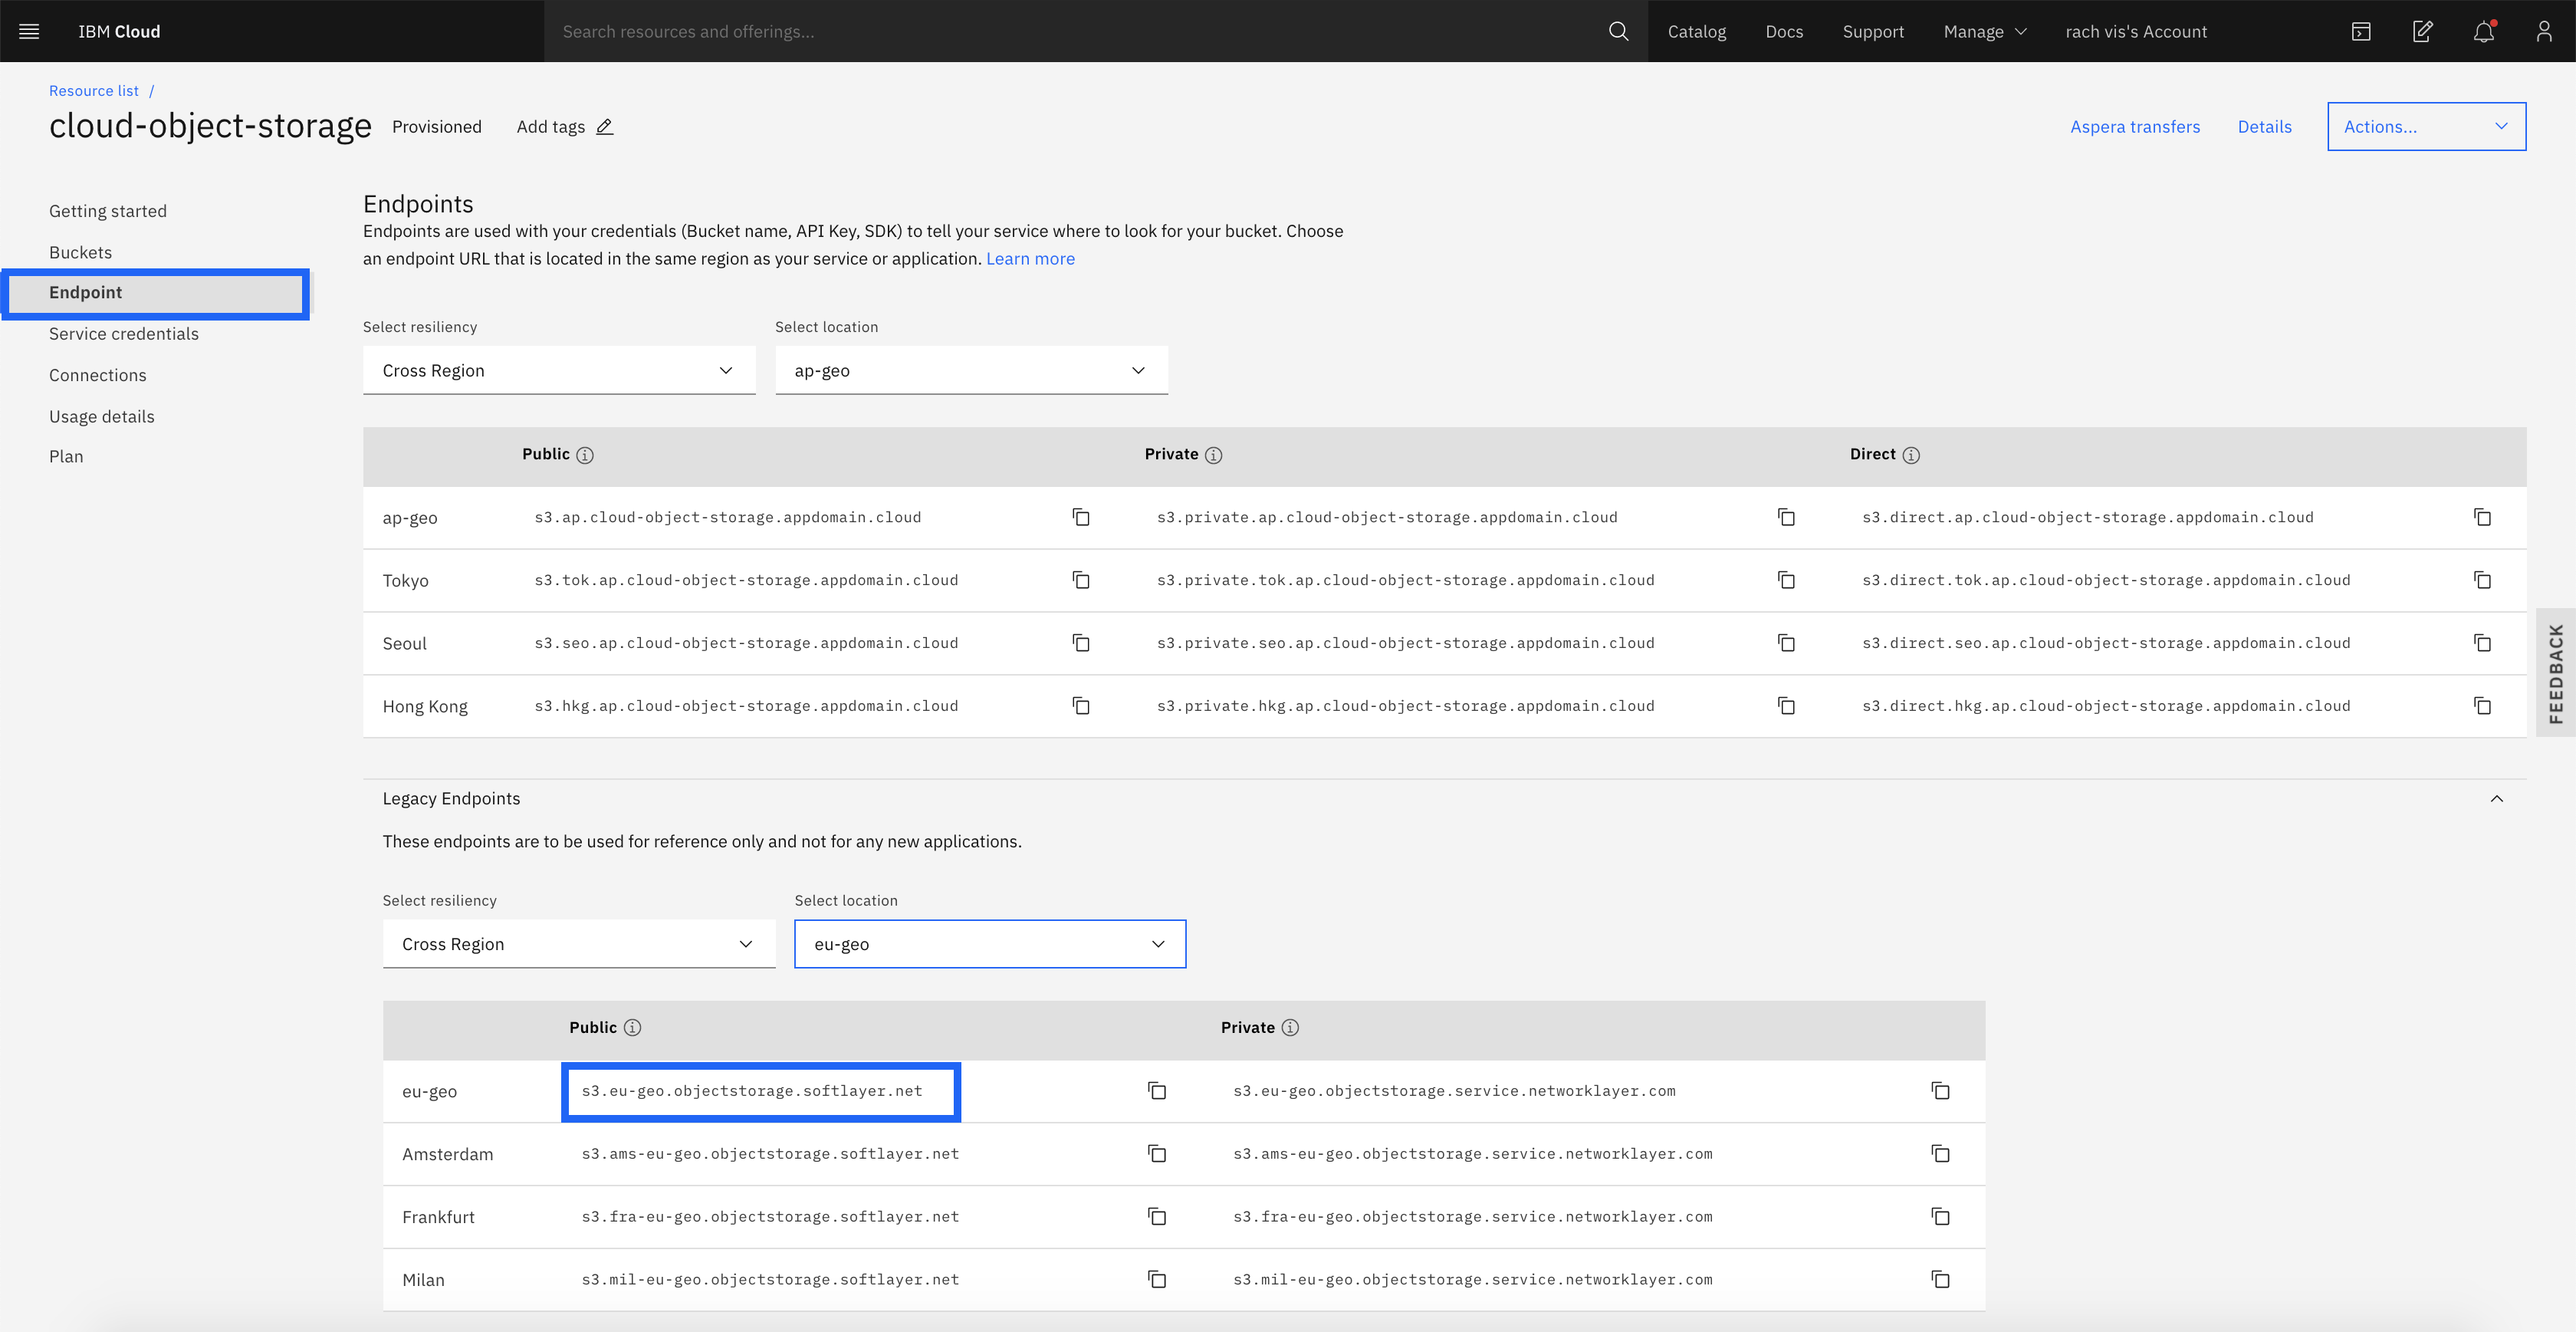 IBM Cloud
Search resources and offerings...
Catalog
Docs
Support
Manage
rach vis's Account
Resource list /
cloud-object-storage
Provisioned
Add tags
Aspera transfers
Details
Actions...
Getting started
Buckets
Endpoint
Service credentials
Connections
Usage details
Plan
Endpoints
Endpoints are used with your credentials (Bucket name, API Key, SDK) to tell your service where to look for your bucket. Choose
an endpoint URL that is located in the same region as your service or application. Learn more
Select resiliency
Select location
Cross Region
ap-geo
Public
Private
Direct
ap-geo s3.ap.cloud-object-storage.appdomain.cloud s3.private.ap.cloud-object-storage.appdomain.cloud s3.direct.ap.cloud-object-storage.appdomain.cloud
Tokyo s3.tok.ap.cloud-object-storage.appdomain.cloud s3.private.tok.ap.cloud-object-storage.appdomain.cloud s3.direct.tok.ap.cloud-object-storage.appdomain.cloud
Seoul s3.seo.ap.cloud-object-storage.appdomain.cloud s3.private.seo.ap.cloud-object-storage.appdomain.cloud s3.direct.seo.ap.cloud-object-storage.appdomain.cloud
Hong Kong s3.hkg.ap.cloud-object-storage.appdomain.cloud s3.private.hkg.ap.cloud-object-storage.appdomain.cloud s3.direct.hkg.ap.cloud-object-storage.appdomain.cloud
FEEDBACK
Legacy Endpoints
These endpoints are to be used for reference only and not for any new applications.
Select resiliency
Select location
Cross Region
eu-geo
Public
Private
eu-geo s3.eu-geo.objectstorage.softlayer.net s3.eu-geo.objectstorage.service.networklayer.com
Amsterdam s3.ams-eu-geo.objectstorage.softlayer.net s3.ams-eu-geo.objectstorage.service.networklayer.com
Frankfurt s3.fra-eu-geo.objectstorage.softlayer.net s3.fra-eu-geo.objectstorage.service.networklayer.com
Milan s3.mil-eu-geo.objectstorage.softlayer.net s3.mil-eu-geo.objectstorage.service.networklayer.com